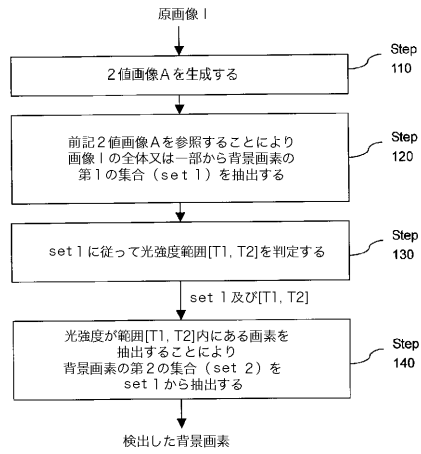 原画像Ⅰ
２値画像Ａを生成する
Step
110
前記２値画像Ａを参照することにより
画像Ⅰの全体又は一部から背景画素の
第１の集合（set１）を抽出する
Step
120
set１に従って光強度範囲[T1, T2]を判定する
Step
130
set１及び[T1, T2]
光強度が範囲[T1, T2]内にある画素を
抽出することにより
背景画素の第２の集合（set２）を
set１から抽出する
Step
140
検出した背景画素